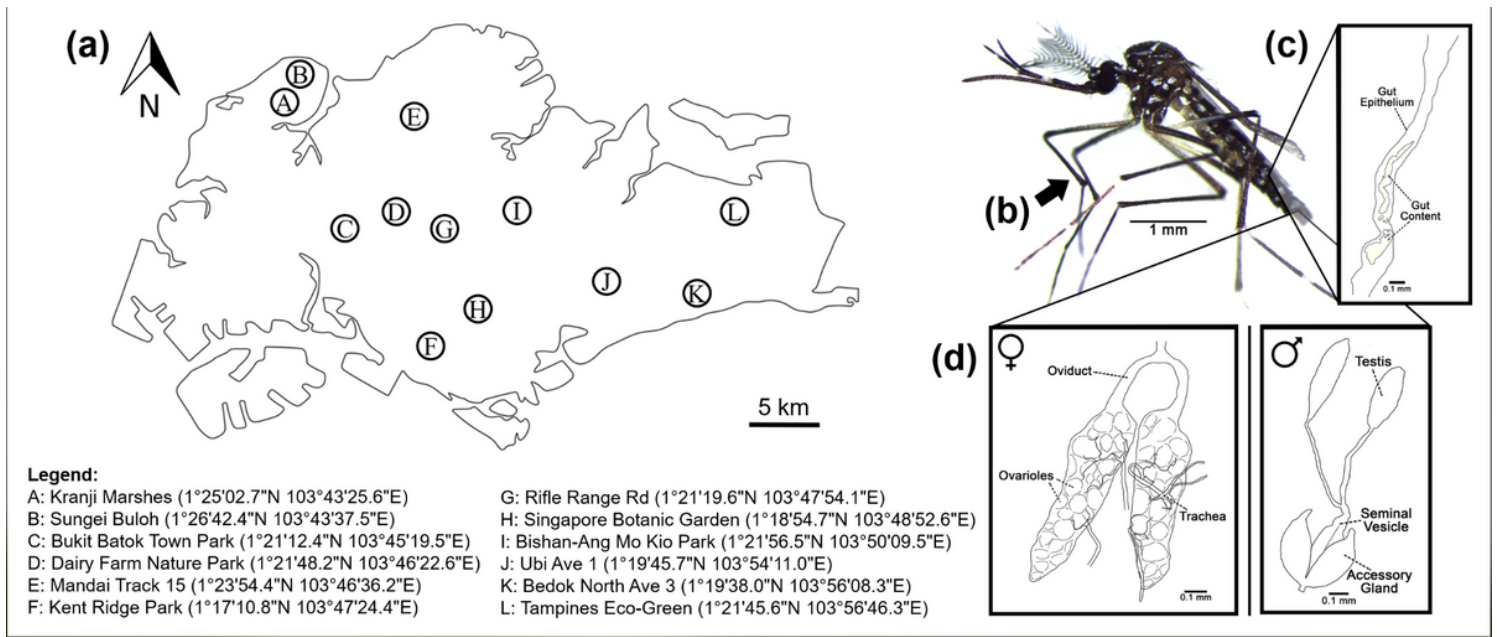 (a)
N
A
B
C
D
E
F
G
H
I
J
K
L
5 km
Legend:
A: Kranji Marshes (1°25'02.7"N 103°43'25.6"E)
B: Sungei Buloh (1°26'42.4"N 103°43'37.5"E)
C: Bukit Batok Town Park (1°21'12.4"N 103°45'19.5"E)
D: Dairy Farm Nature Park (1°21'48.2"N 103°46'22.6"E)
E: Mandai Track 15 (1°23'54.4"N 103°46'36.2"E)
F: Kent Ridge Park (1°17'10.8"N 103°47'24.4"E)
G: Rifle Range Rd (1°21'19.6"N 103°47'54.1"E)
H: Singapore Botanic Garden (1°18'54.7"N 103°48'52.6"E)
I: Bishan-Ang Mo Kio Park (1°21'56.5"N 103°50'09.5"E)
J: Ubi Ave 1 (1°19'45.7"N 103°54'11.0"E)
K: Bedok North Ave 3 (1°19'38.0"N 103°56'08.3"E)
L: Tampines Eco-Green (1°21'45.6"N 103°56'46.3"E)
(b)
1 mm
(c)
Gut
Epithelium
Gut
Content
0.1 mm
(d)
♀
Oviduct
Ovarioles
Trachea
0.1 mm
♂
Testis
Seminal
Vesicle
Accessory
Gland
0.1 mm